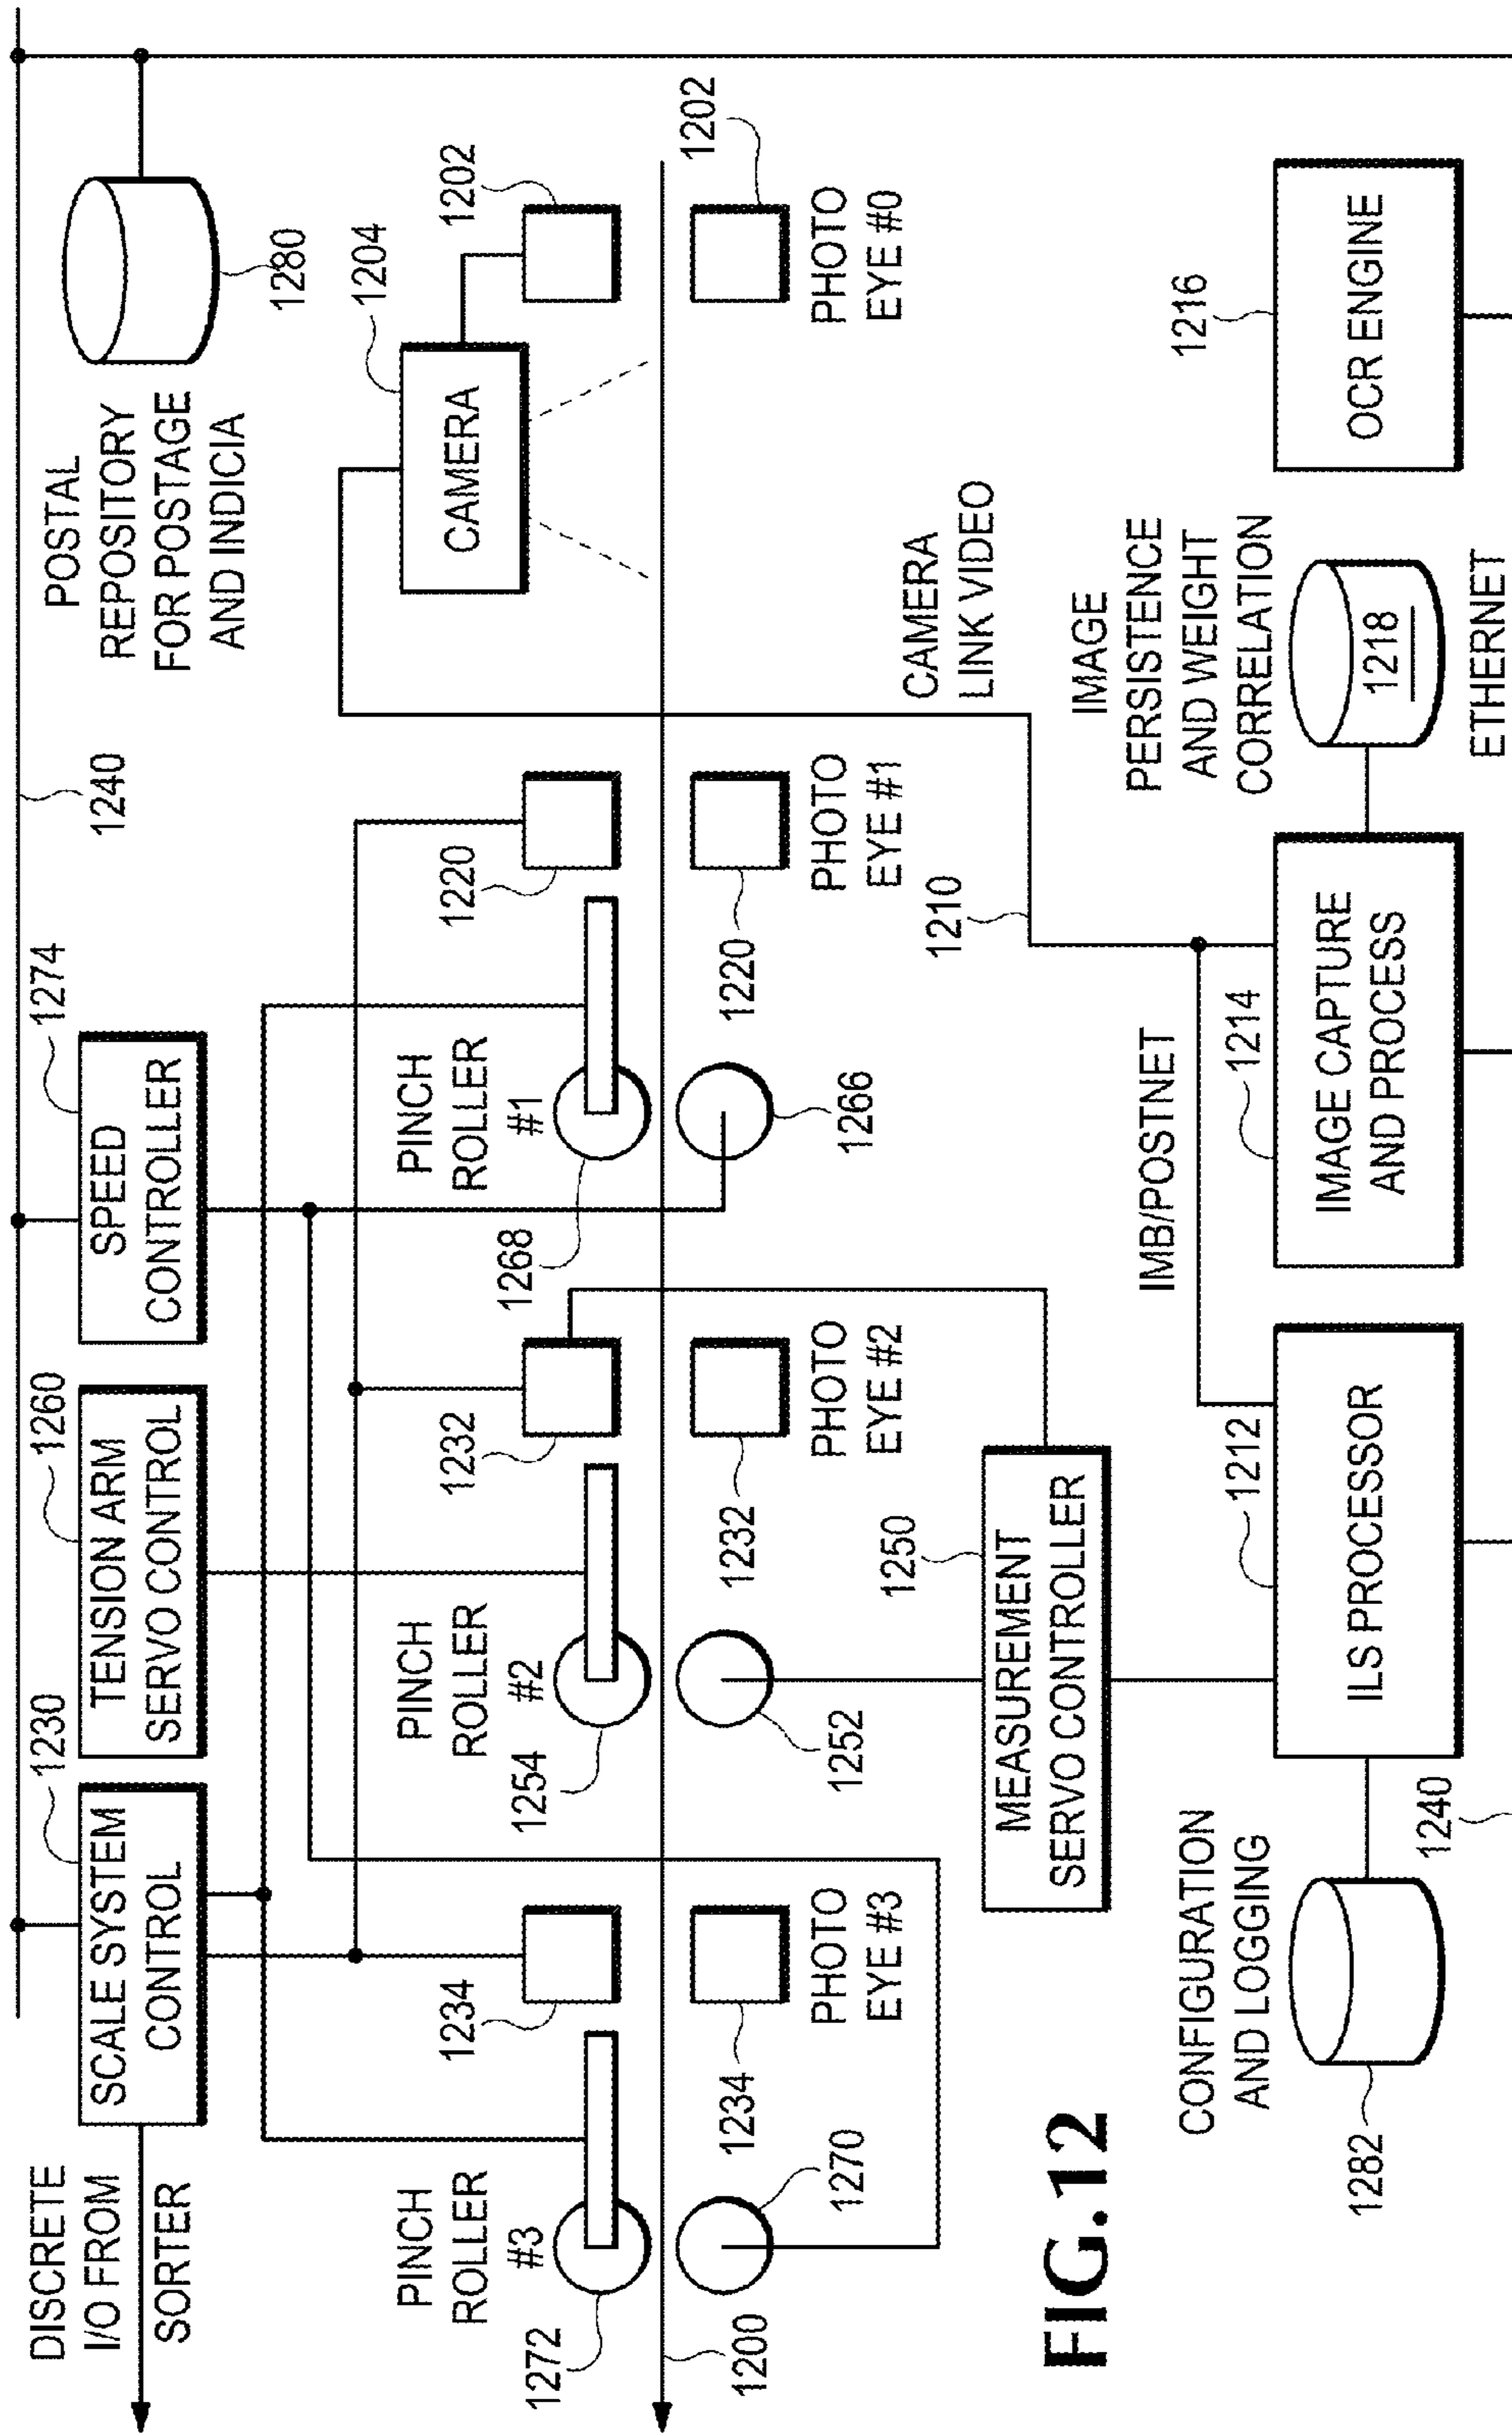 DISCRETE
I/O FROM
SORTER
SCALE SYSTEM
CONTROL
1230
TENSION ARM
SERVO CONTROL
1260
SPEED
CONTROLLER
1274
1240
POSTAL
REPOSITORY
FOR POSTAGE
AND INDICIA
1280
PINCH
ROLLER
#3
1272
1234
PINCH
ROLLER
#2
1254
1232
PINCH
ROLLER
#1
1268
1220
CAMERA
1204
1202
1200
1270
1234
PHOTO
EYE #3
1252
1232
PHOTO
EYE #2
1266
1220
PHOTO
EYE #1
1202
PHOTO
EYE #0
MEASUREMENT
SERVO CONTROLLER
1250
1210
CAMERA
LINK VIDEO
IMB/POSTNET
CONFIGURATION
AND LOGGING
1282
ILS PROCESSOR
1212
IMAGE CAPTURE
AND PROCESS
1214
IMAGE
PERSISTENCE
AND WEIGHT
CORRELATION
1218
OCR ENGINE
1216
1240
ETHERNET
FIG.12